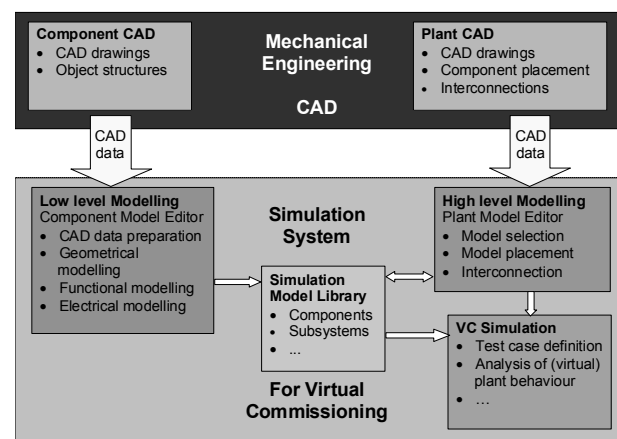 Component CAD
• CAD drawings
• Object structures
Mechanical
Engineering
CAD
Plant CAD
• CAD drawings
• Component placement
• Interconnections
CAD
data
CAD
data
Low level Modelling
Component Model Editor
• CAD data preparation
• Geometrical
modelling
• Functional modelling
• Electrical modelling
Simulation
System
High level Modelling
Plant Model Editor
• Model selection
• Model placement
• Interconnection
Simulation
Model Library
• Components
• Subsystems
• ...
VC Simulation
• Test case definition
• Analysis of (virtual)
plant behaviour
• …
For Virtual
Commissioning